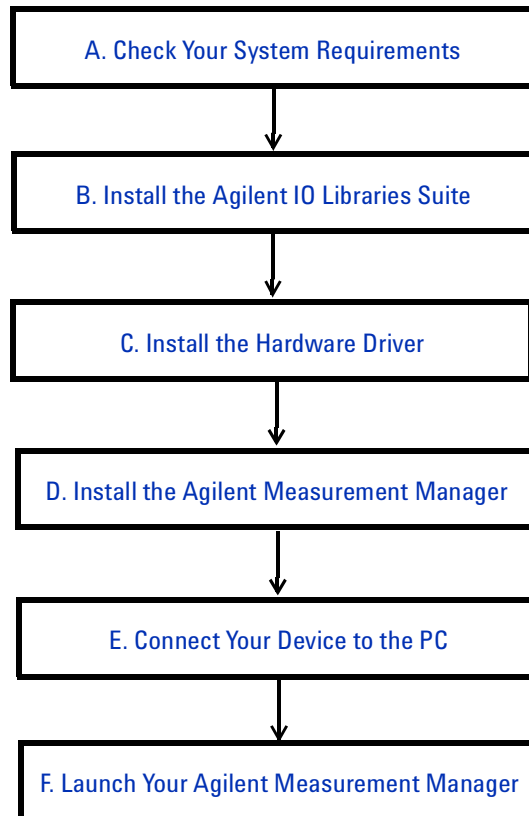 A. Check Your System Requirements
B. Install the Agilent IO Libraries Suite
C. Install the Hardware Driver
D. Install the Agilent Measurement Manager
E. Connect Your Device to the PC
F. Launch Your Agilent Measurement Manager